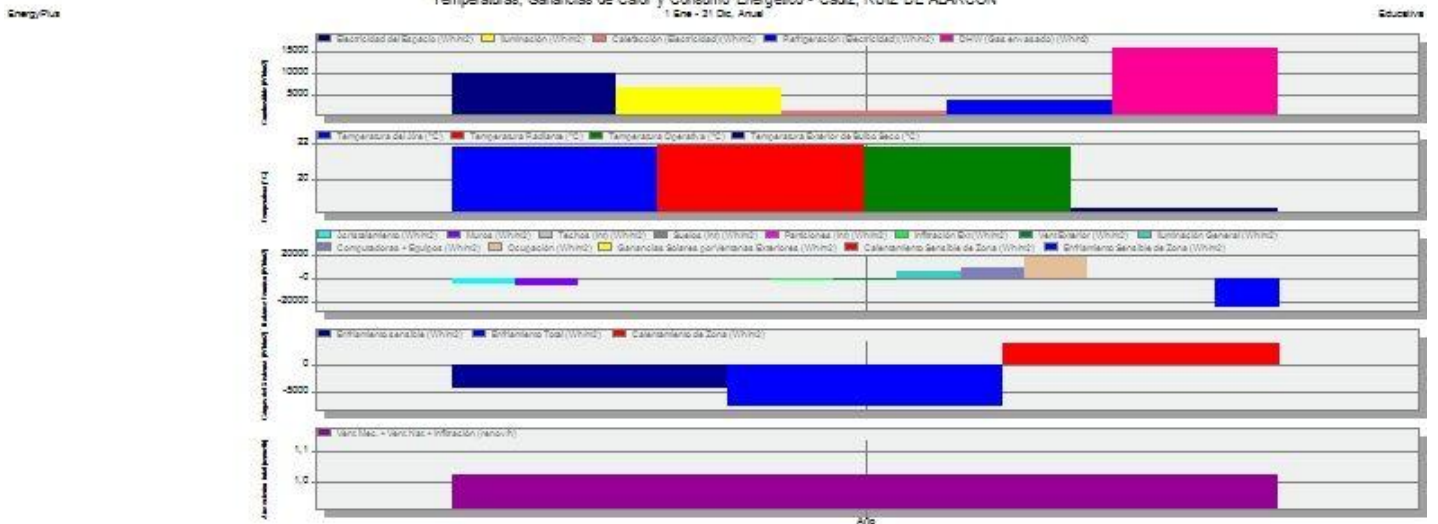 Temperaturas, Ganancias de Calor y Consumo Energético - Cádiz, RUIZ DE ALARCÓN
EnergyPlus
1 Ene - 31 Dic, Anual
Educativa
Electricidad del Espacio (Wh/m2) Iluminación (Wh/m2) Calefacción (Electricidad) (Wh/m2) Refrigeración (Electricidad) (Wh/m2) DHW (Gas envasado) (Wh/m2)
15000
10000
5000
Temperatura del Aire (°C) Temperatura Radiante (°C) Temperatura Operativa (°C) Temperatura Exterior de Bulbo Seco (°C)
22
20
Temperatura (°C)
Acristalamiento (Wh/m2) Muros (Wh/m2) Techos (int) (Wh/m2) Suelos (int) (Wh/m2) Particiones (int) (Wh/m2) Infiltración Ext (Wh/m2) Vent Exterior (Wh/m2) Iluminación General (Wh/m2)
Computadoras + Equipos (Wh/m2) Ocupación (Wh/m2) Ganancias Solares por Ventanas Exteriores (Wh/m2) Calentamiento Sensible de Zona (Wh/m2) Enfriamiento Sensible de Zona (Wh/m2)
20000
-0
-20000
Enfriamiento sensible (Wh/m2) Enfriamiento Total (Wh/m2) Calentamiento de Zona (Wh/m2)
0
-5000
Vent Mec. + Vent Nat + Infiltración (renov/h)
1,1
1,0
Año